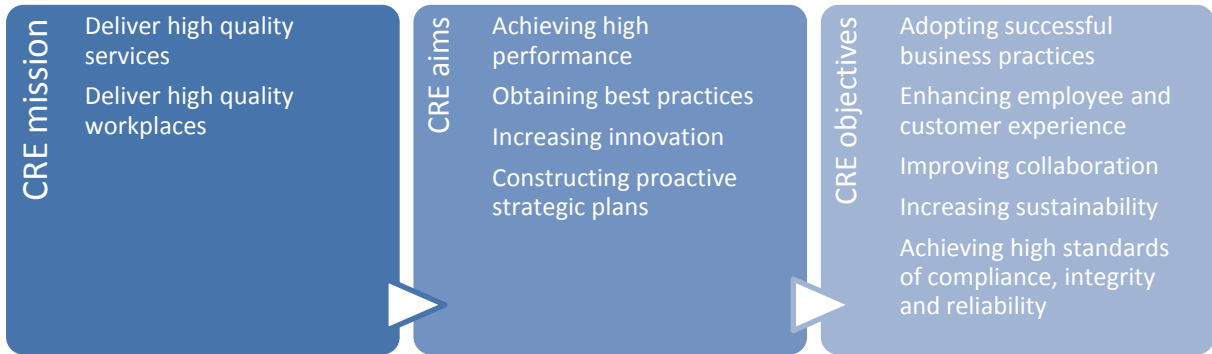 CRE mission
Deliver high quality
services
Deliver high quality
workplaces
CRE aims
Achieving high
performance
Obtaining best practices
Increasing innovation
Constructing proactive
strategic plans
CRE objectives
Adopting successful
business practices
Enhancing employee and
customer experience
Improving collaboration
Increasing sustainability
Achieving high standards
of compliance, integrity
and reliability